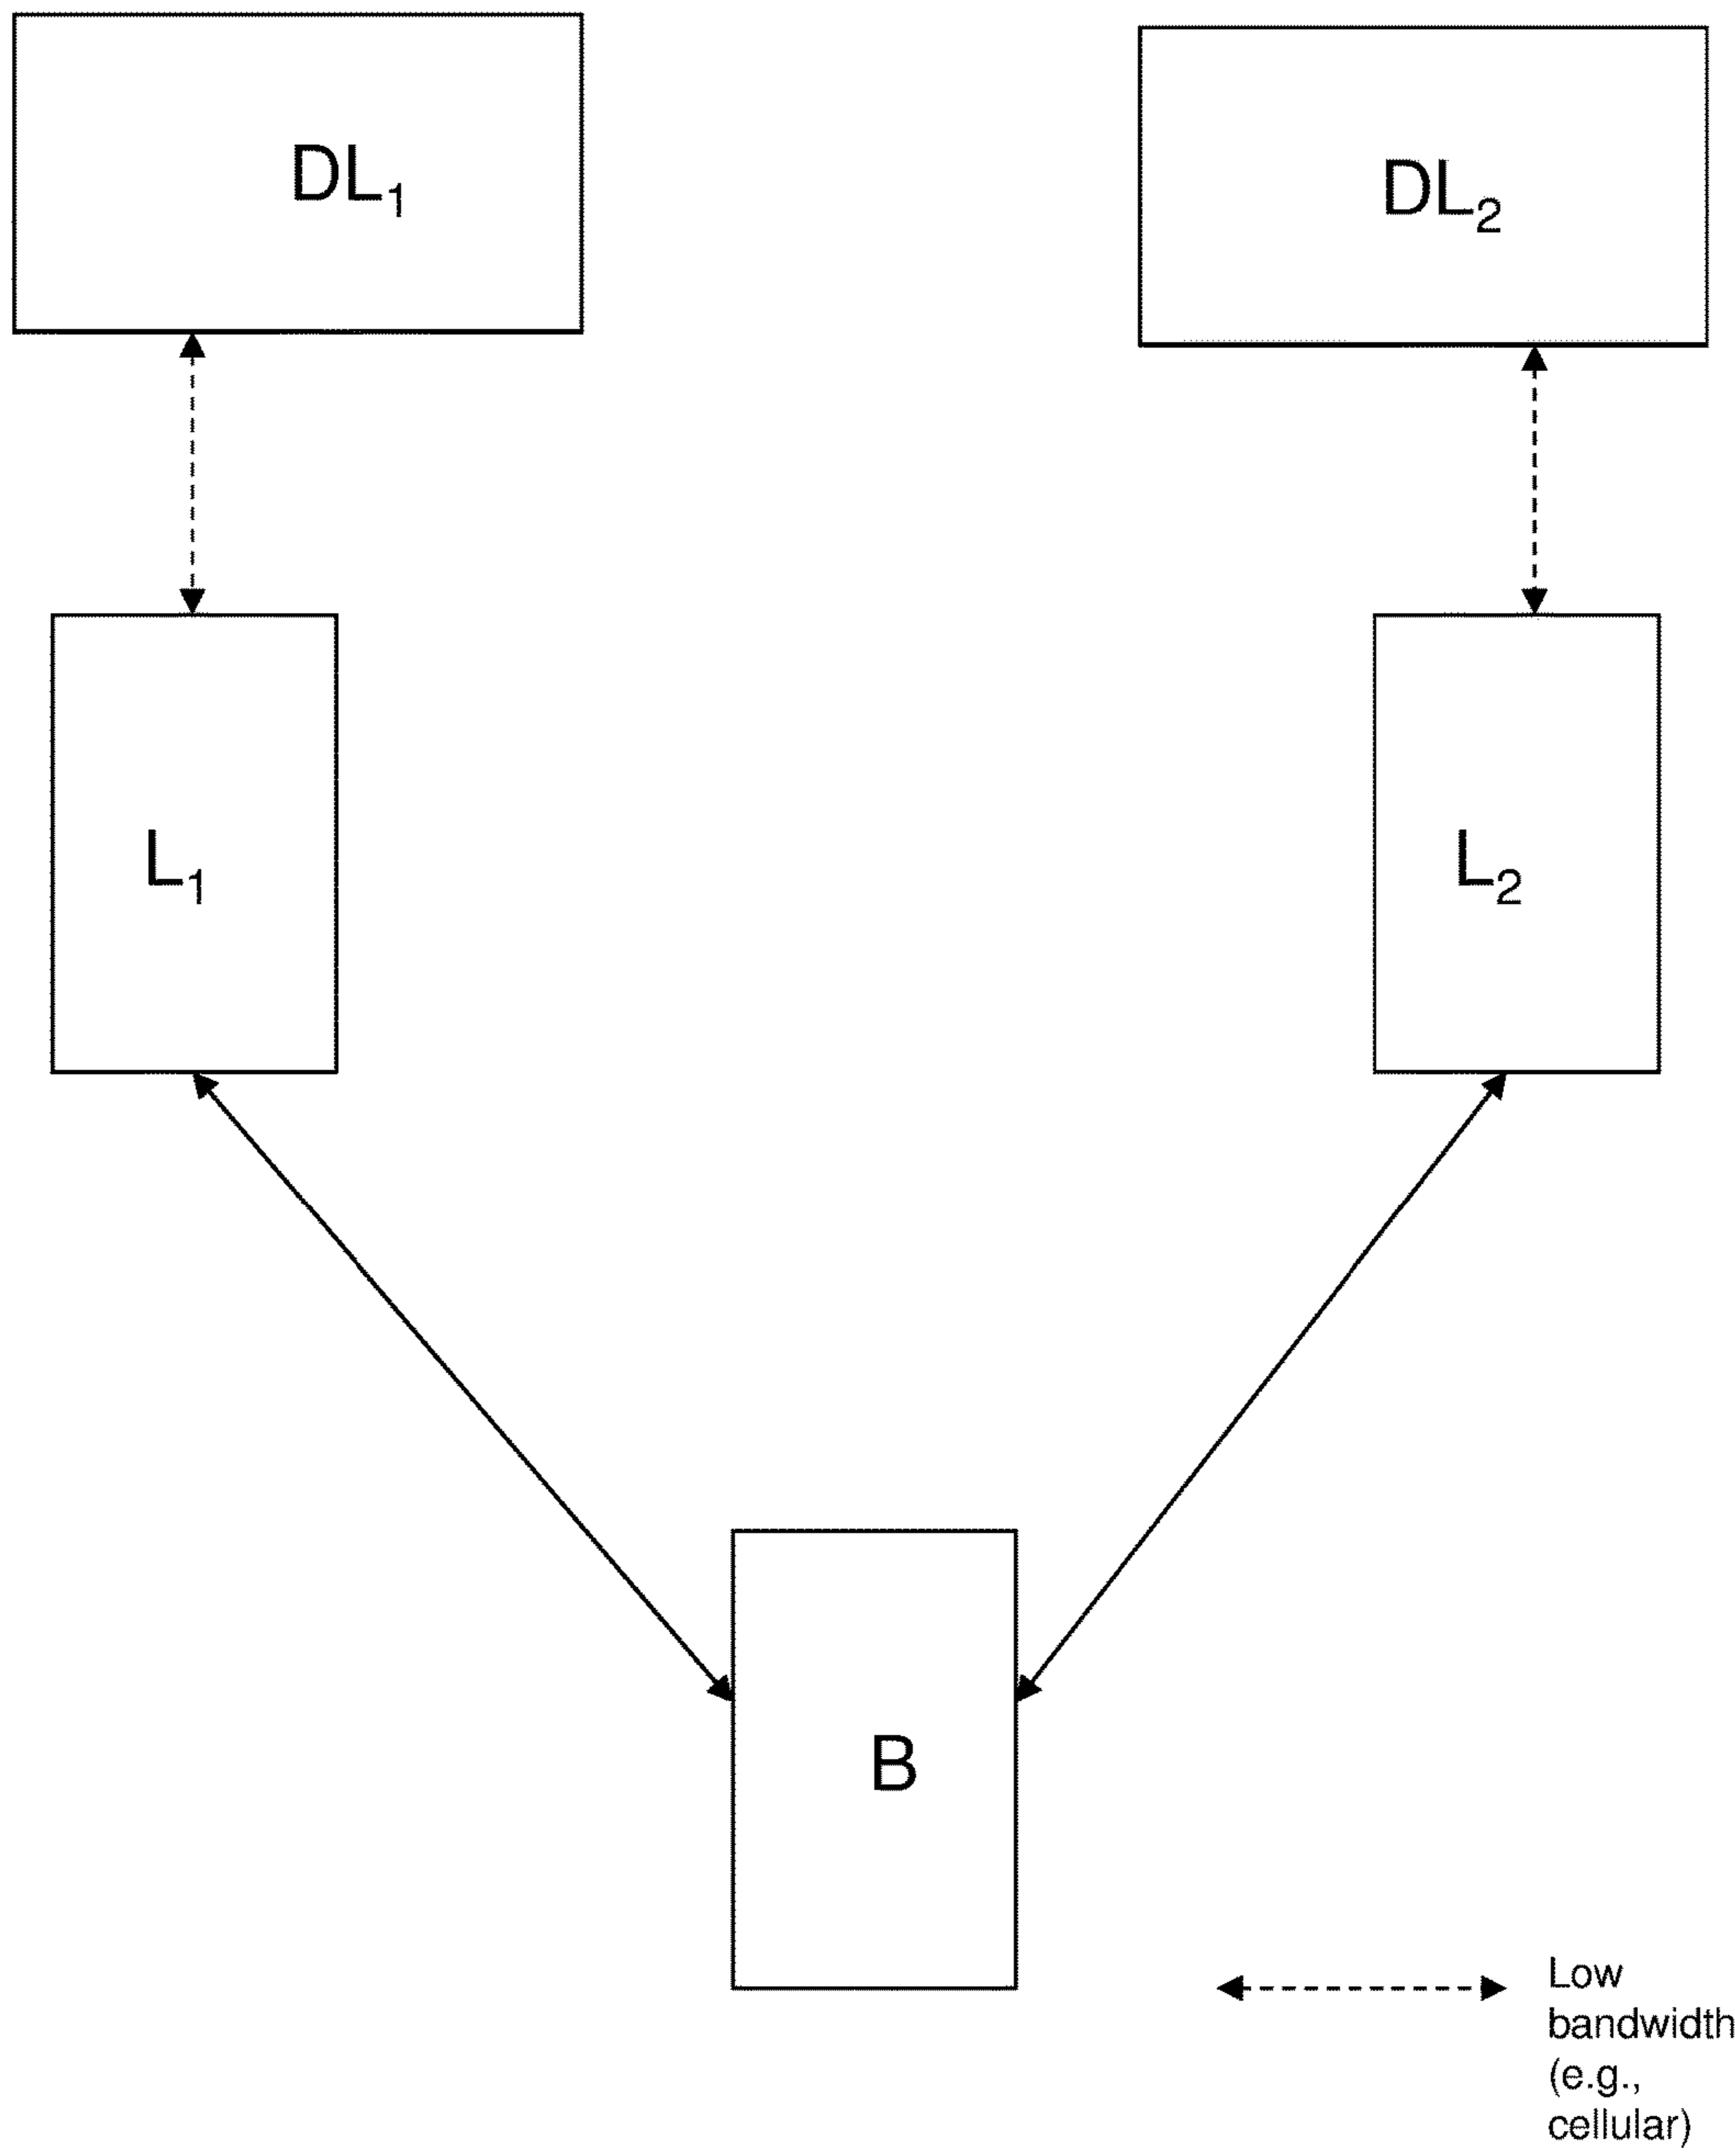 DL₁
DL₂
L₁
L₂
B
Low
bandwidth
(e.g.,
cellular)